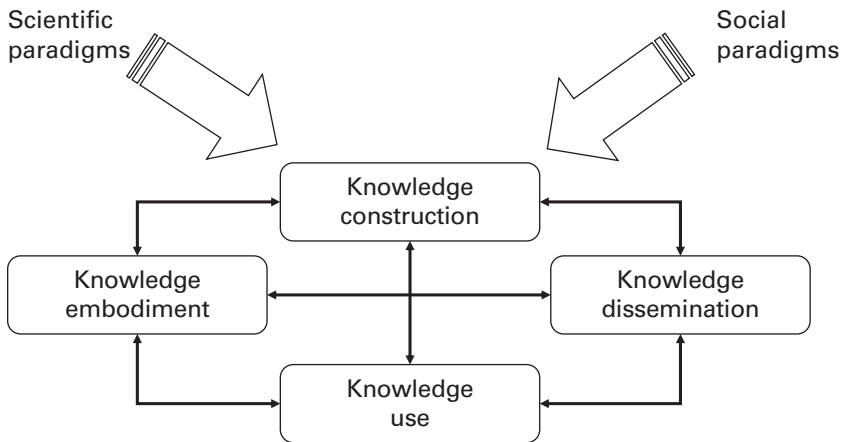 Scientific
paradigms
Social
paradigms
Knowledge
construction
Knowledge
embodiment
Knowledge
dissemination
Knowledge
use